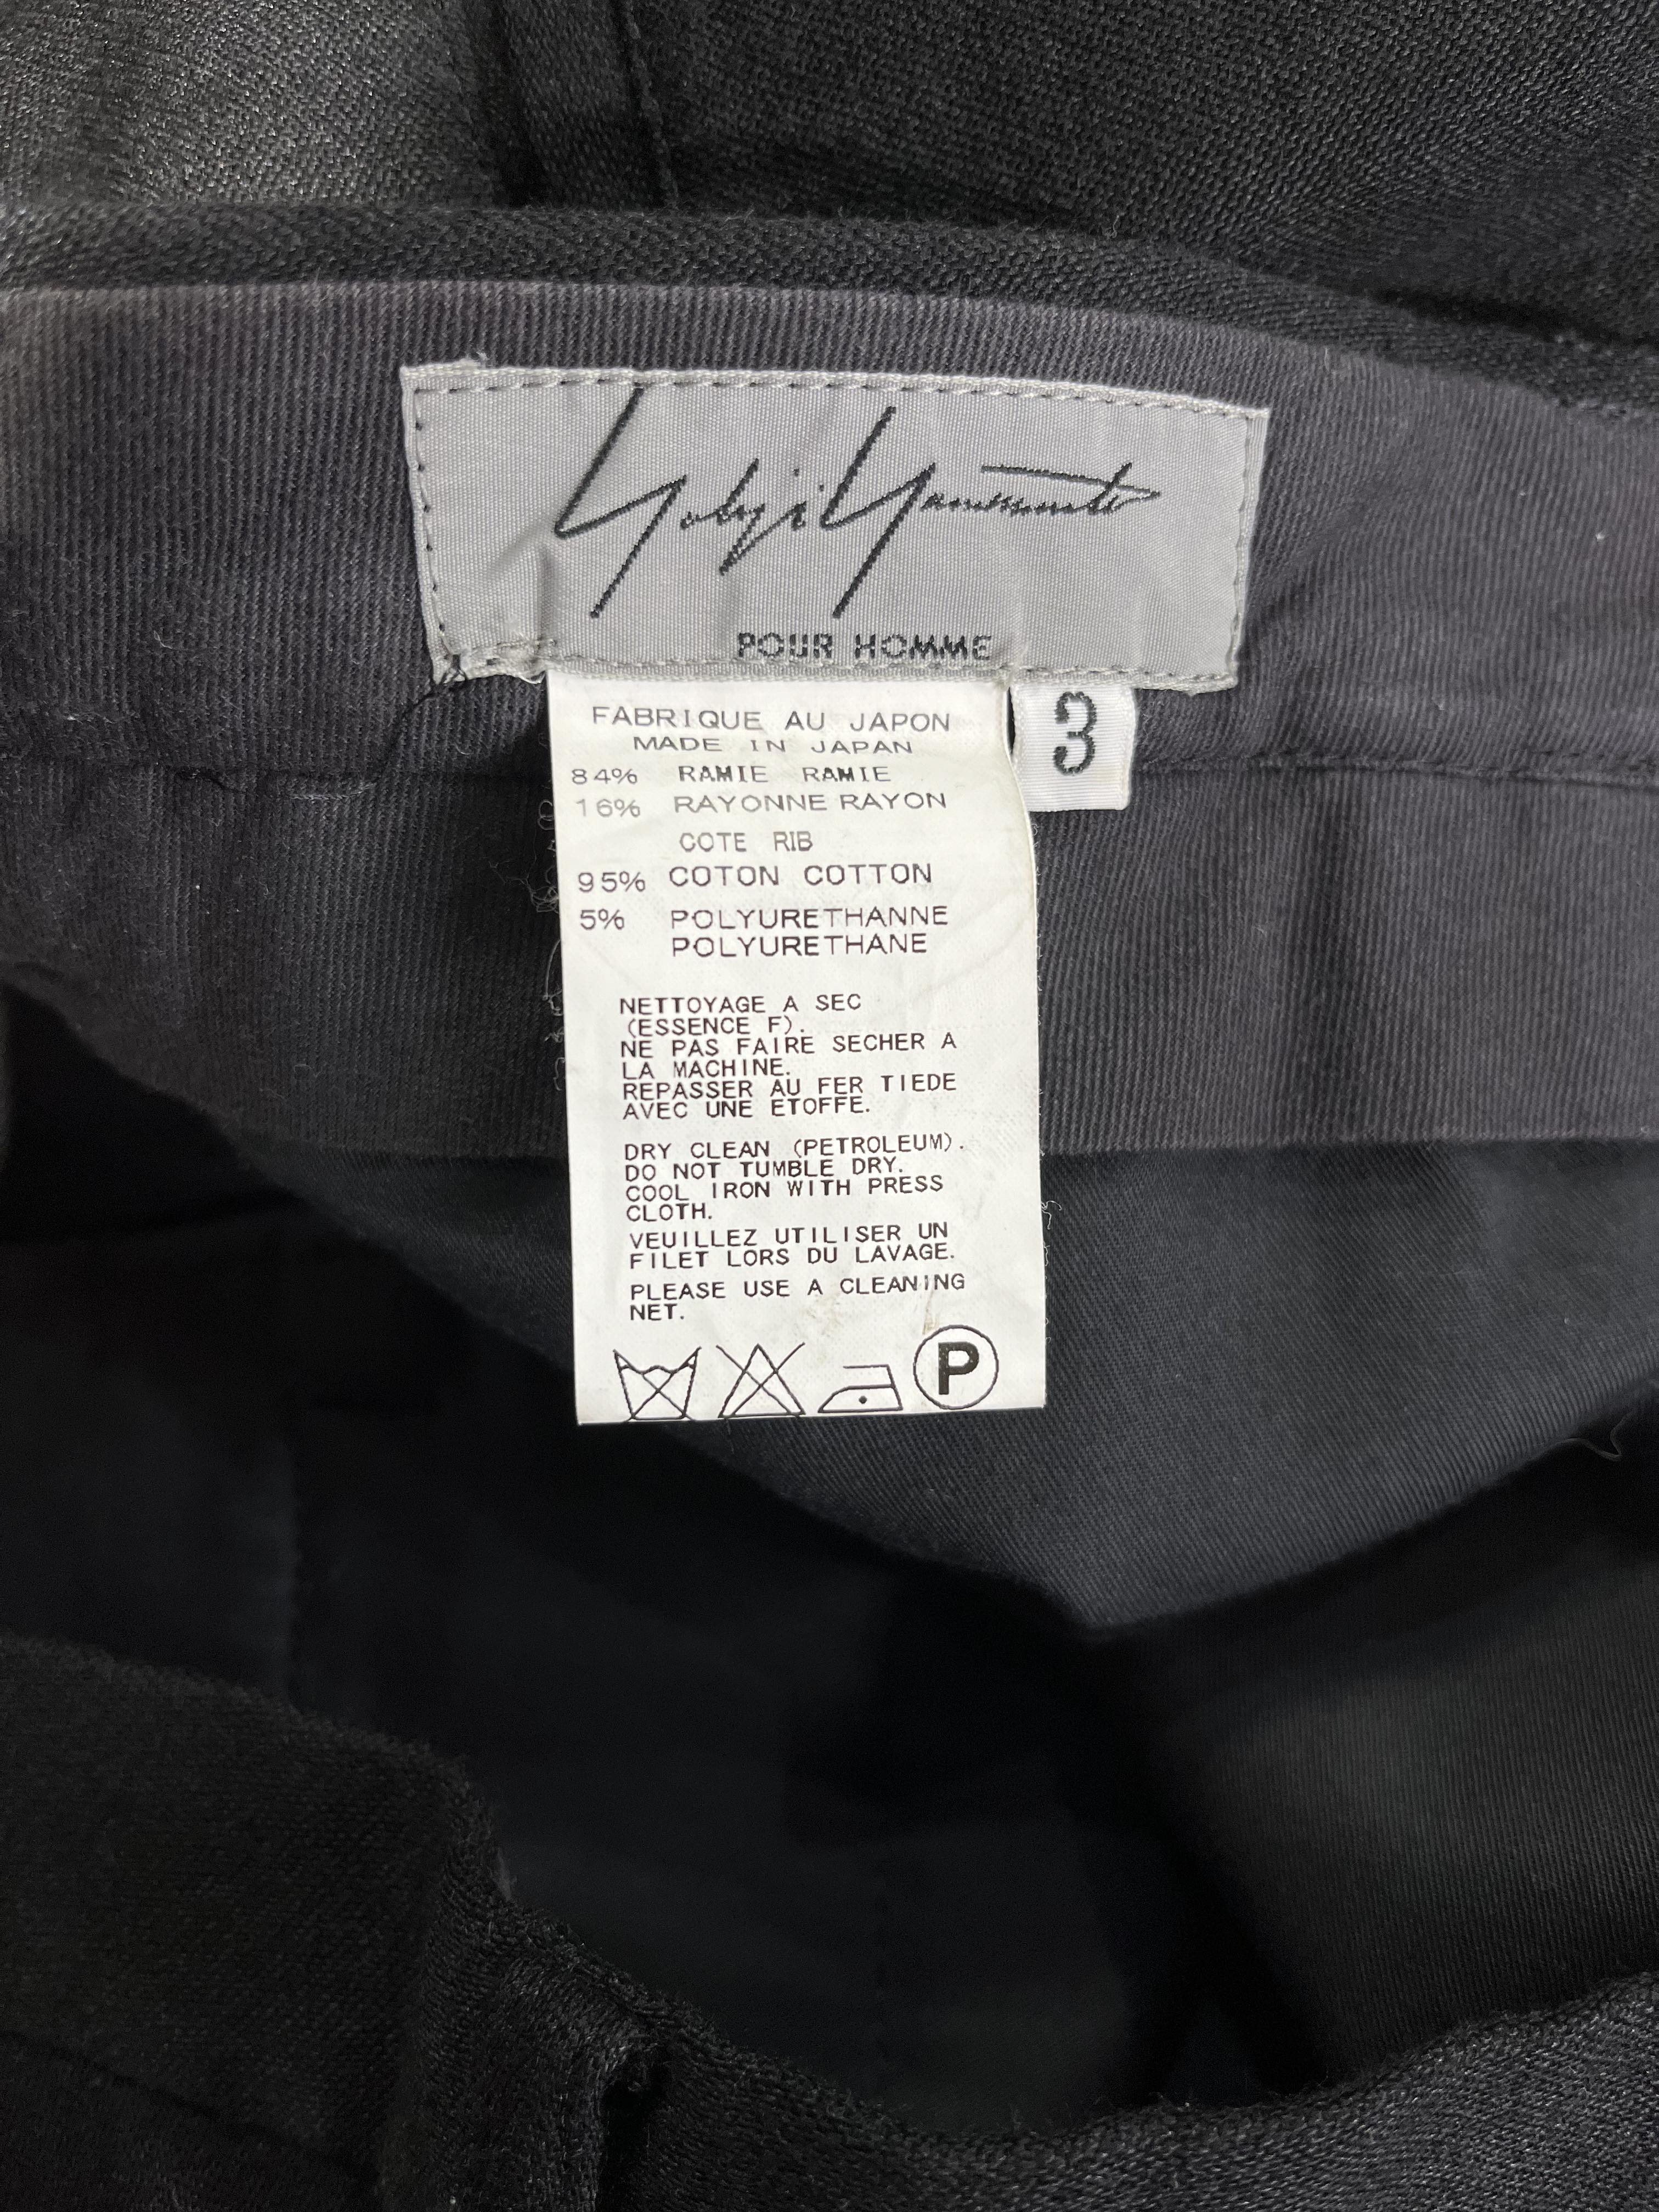 Yohji Yamamoto
POUR HOMME
3
FABRIQUE AU JAPON
MADE IN JAPAN
84% RAMIE RAMIE
16% RAYONNE RAYON
COTE RIB
95% COTON COTTON
5% POLYURETHANNE
POLYURETHANE
NETTOYAGE A SEC
(ESSENCE F).
NE PAS FAIRE SECHER A
LA MACHINE.
REPASSER AU FER TIEDE
AVEC UNE ETOFFE.
DRY CLEAN (PETROLEUM).
DO NOT TUMBLE DRY.
COOL IRON WITH PRESS
CLOTH.
VEUILLEZ UTILISER UN
FILET LORS DU LAVAGE.
PLEASE USE A CLEANING
NET.
P